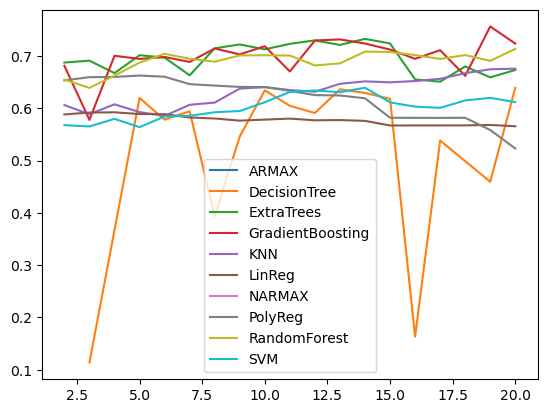 0.7
0.6
0.5
0.4
0.3
0.2
0.1
ARMAX
DecisionTree
ExtraTrees
GradientBoosting
KNN
LinReg
NARMAX
PolyReg
RandomForest
SVM
2.5 5.0 7.5 10.0 12.5 15.0 17.5 20.0